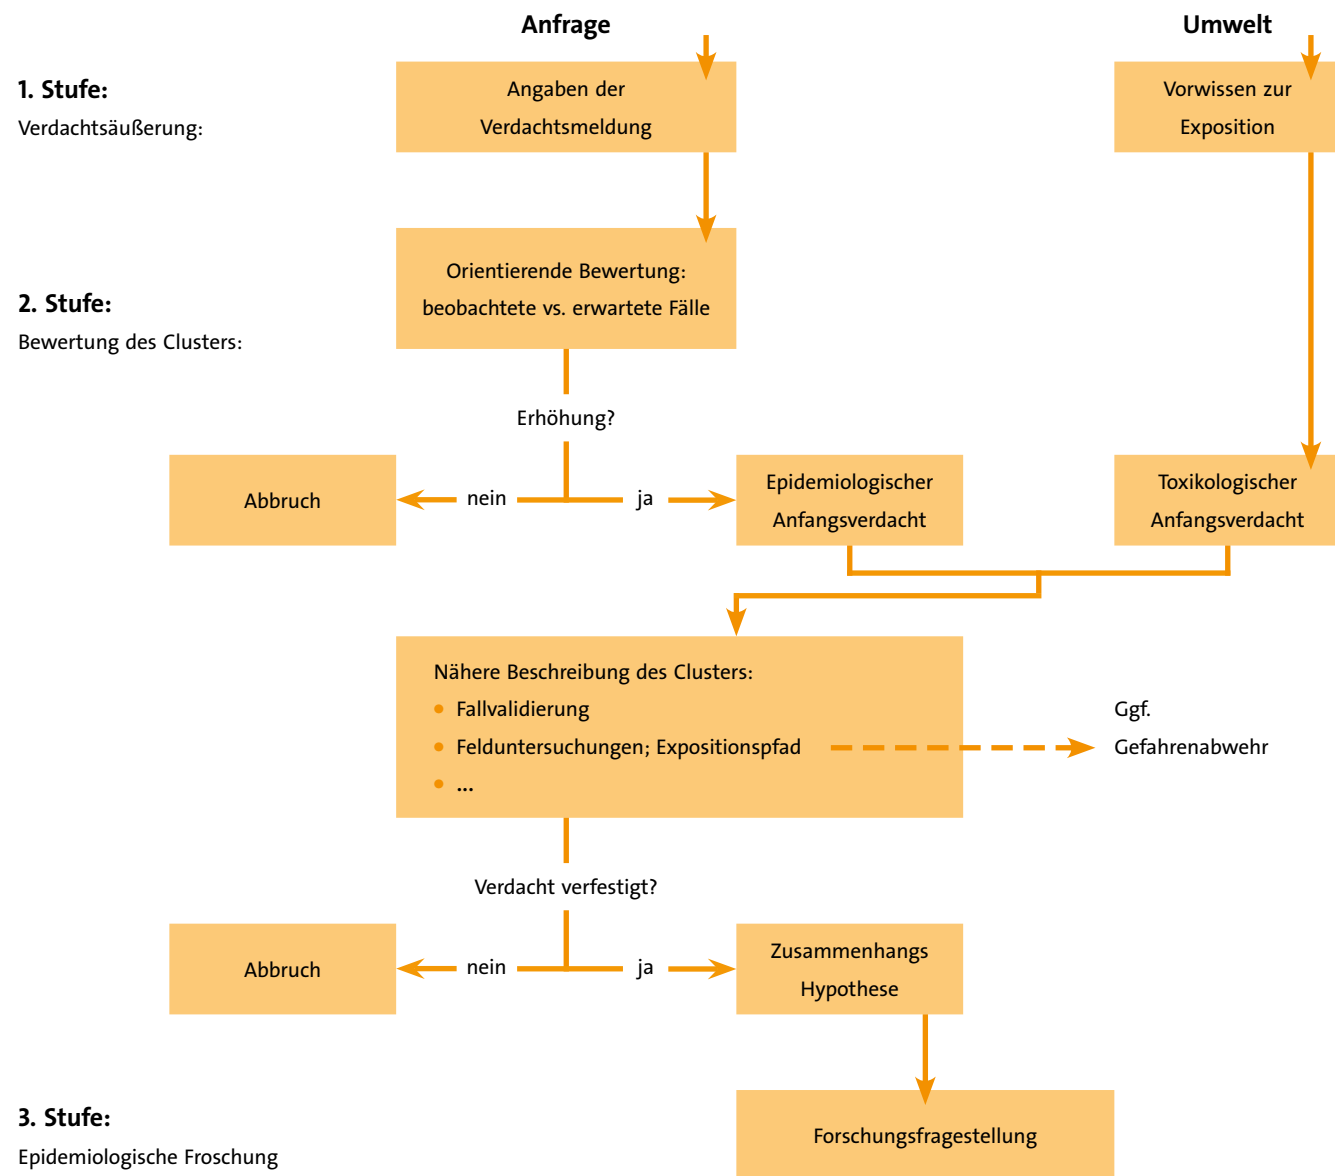 Anfrage
Umwelt
1. Stufe:
Verdachtsäußerung:
Angaben der
Verdachtsmeldung
Vorwissen zur
Exposition
2. Stufe:
Bewertung des Clusters:
Orientierende Bewertung:
beobachtete vs. erwartete Fälle
Erhöhung?
Abbruch
nein
ja
Epidemiologischer
Anfangsverdacht
Toxikologischer
Anfangsverdacht
Nähere Beschreibung des Clusters:
• Fallvalidierung
• Felduntersuchungen; Expositionspfad
• ...
Ggf.
Gefahrenabwehr
Verdacht verfestigt?
Abbruch
nein
ja
Zusammenhangs
Hypothese
3. Stufe:
Epidemiologische Froschung
Forschungsfragestellung